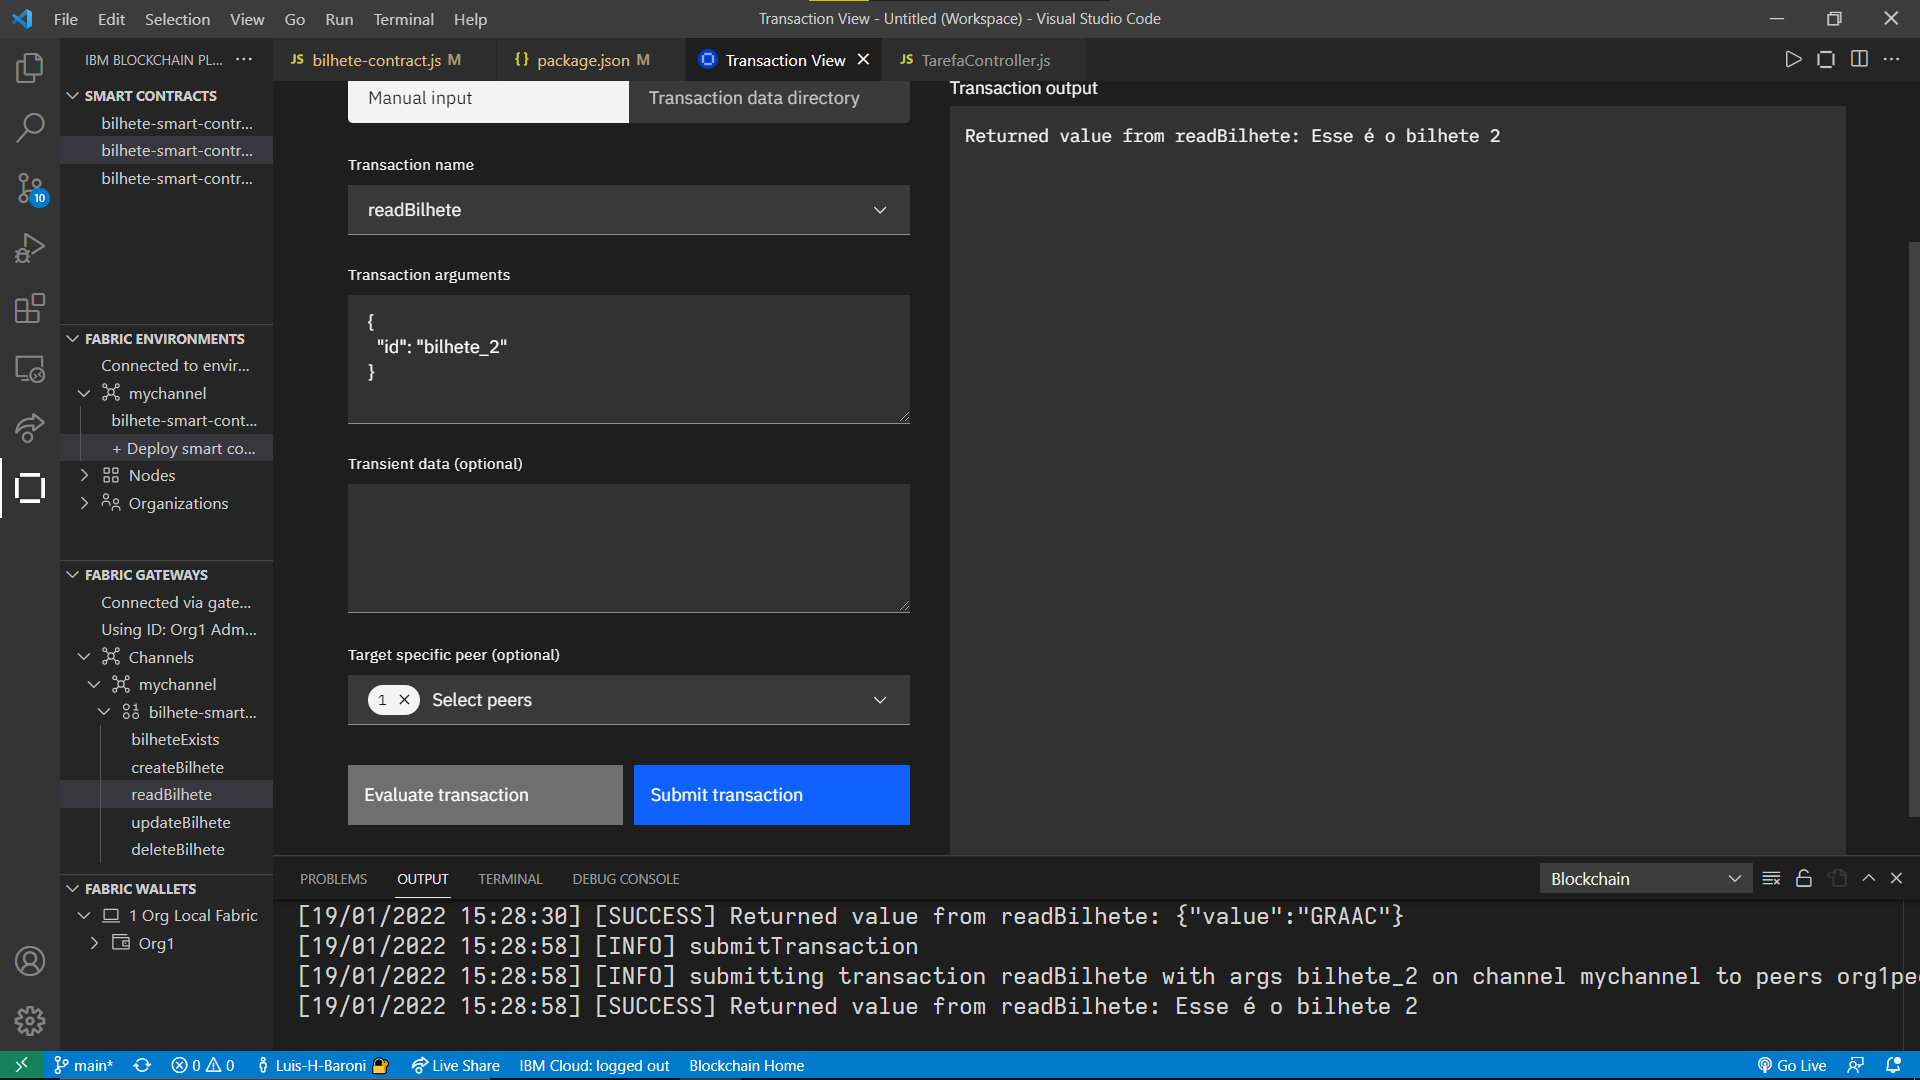 File Edit Selection View Go Run Terminal Help
Transaction View - Untitled (Workspace) - Visual Studio Code
IBM BLOCKCHAIN PL... ···
JS bilhete-contract.js M
{} package.json M
Transaction View
JS TarefaController.js
SMART CONTRACTS
bilhete-smart-contr...
bilhete-smart-contr...
bilhete-smart-contr...
10
FABRIC ENVIRONMENTS
Connected to envir...
mychannel
bilhete-smart-cont...
+ Deploy smart co...
Nodes
Organizations
FABRIC GATEWAYS
Connected via gate...
Using ID: Org1 Adm...
Channels
mychannel
bilhete-smart...
bilheteExists
createBilhete
readBilhete
updateBilhete
deleteBilhete
FABRIC WALLETS
1 Org Local Fabric
Org1
Manual input
Transaction data directory
Transaction name
readBilhete
Transaction arguments
{
"id": "bilhete_2"
}
Transient data (optional)
Target specific peer (optional)
1 Select peers
Evaluate transaction
Submit transaction
Transaction output
Returned value from readBilhete: Esse é o bilhete 2
PROBLEMS OUTPUT TERMINAL DEBUG CONSOLE
Blockchain
[19/01/2022 15:28:30] [SUCCESS] Returned value from readBilhete: {"value":"GRAAC"}
[19/01/2022 15:28:58] [INFO] submitTransaction
[19/01/2022 15:28:58] [INFO] submitting transaction readBilhete with args bilhete_2 on channel mychannel to peers org1pe
[19/01/2022 15:28:58] [SUCCESS] Returned value from readBilhete: Esse é o bilhete 2
main* 0 0 Luis-H-Baroni Live Share IBM Cloud: logged out Blockchain Home Go Live